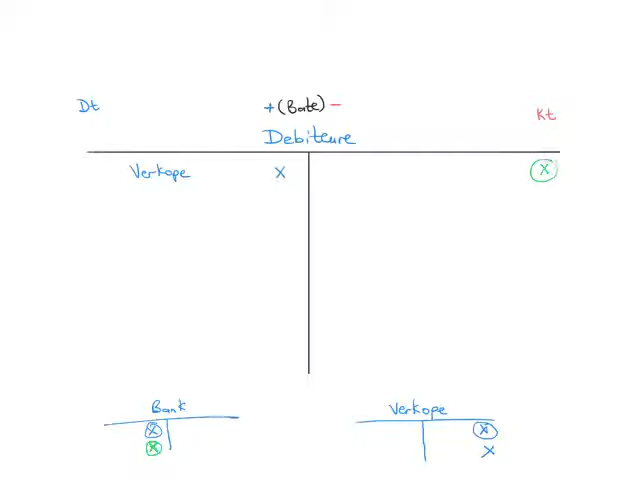 Dt + (Bate) - Kt
Debiteure
Verkope X X
Bank
X
X
Verkope
X
X